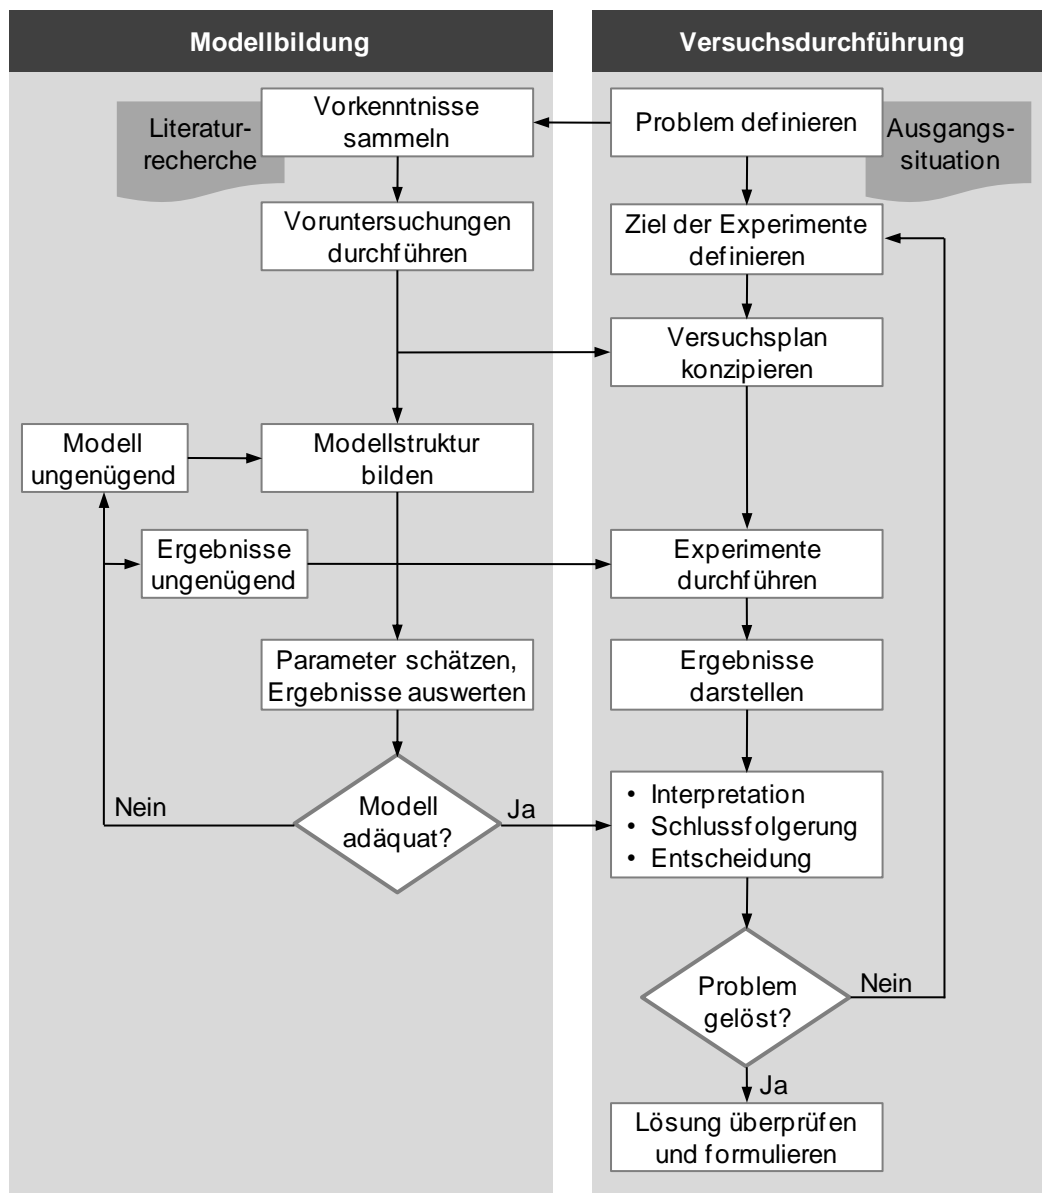 Modellbildung
Versuchsdurchführung
Literatur-
recherche
Vorkenntnisse
sammeln
Problem definieren
Ausgangs-
situation
Voruntersuchungen
durchführen
Ziel der Experimente
definieren
Versuchsplan
konzipieren
Modell
ungenügend
Modellstruktur
bilden
Ergebnisse
ungenügend
Experimente
durchführen
Parameter schätzen,
Ergebnisse auswerten
Ergebnisse
darstellen
Nein
Modell
adäquat?
Ja
• Interpretation
• Schlussfolgerung
• Entscheidung
Problem
gelöst?
Nein
Ja
Lösung überprüfen
und formulieren